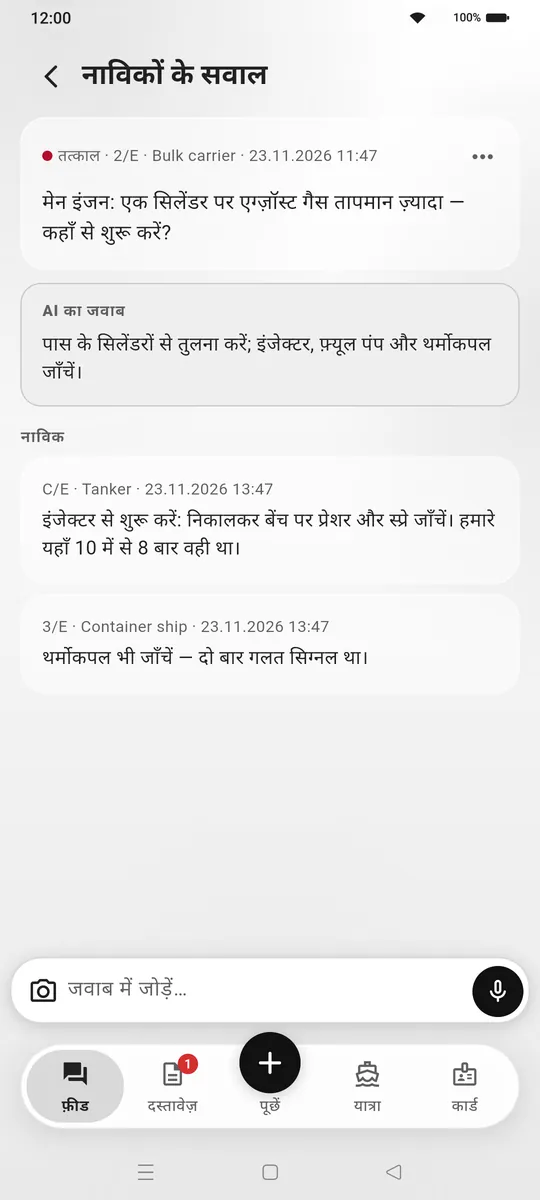 12:00
100%
नाविकों के सवाल
तत्काल · 2/E · Bulk carrier · 23.11.2026 11:47
मेन इंजन: एक सिलेंडर पर एग्ज़ॉस्ट गैस तापमान ज़्यादा —
कहाँ से शुरू करें?
AI का जवाब
पास के सिलेंडरों से तुलना करें; इंजेक्टर, फ़्यूल पंप और थर्मोकपल
जाँचें।
नाविक
C/E · Tanker · 23.11.2026 13:47
इंजेक्टर से शुरू करें: निकालकर बेंच पर प्रेशर और स्प्रे जाँचें। हमारे
यहाँ 10 में से 8 बार वही था।
3/E · Container ship · 23.11.2026 13:47
थर्मोकपल भी जाँचें — दो बार गलत सिग्नल था।
जवाब में जोड़ें…
1
फ़ीड
दस्तावेज़
पूछें
यात्रा
कार्ड